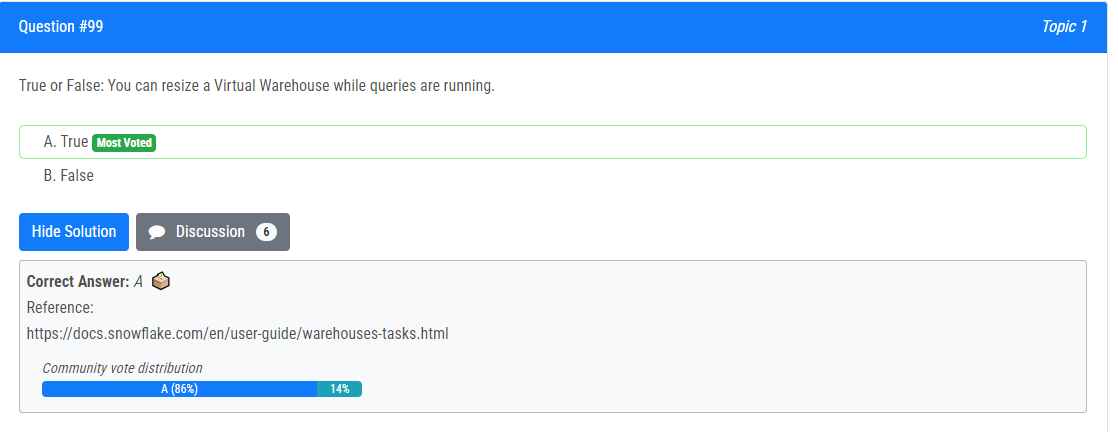 Question #99
Topic 1
True or False: You can resize a Virtual Warehouse while queries are running.
A. True Most Voted
B. False
Hide Solution
Discussion 6
Correct Answer: A
Reference:
https://docs.snowflake.com/en/user-guide/warehouses-tasks.html
Community vote distribution
A (86%) 14%